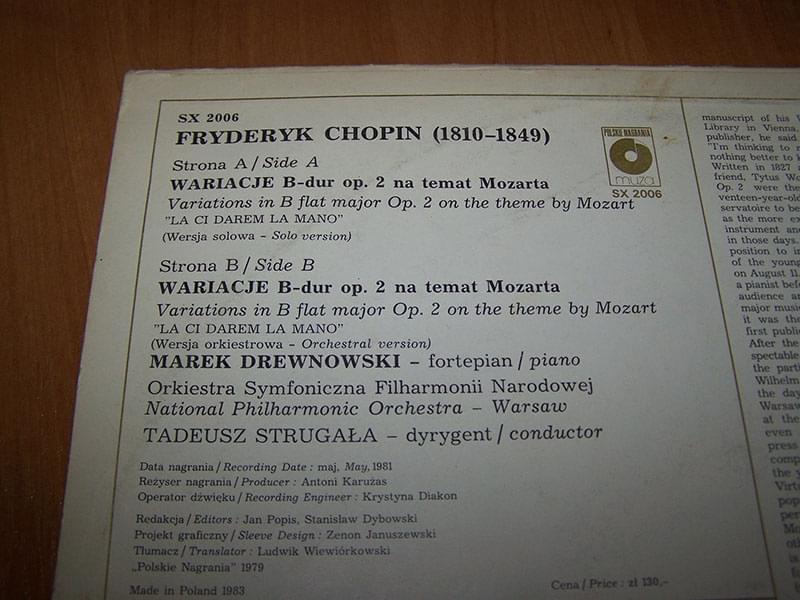 SX 2006
FRYDERYK CHOPIN (1810-1849)
Strona A / Side A
WARIACJE B-dur op. 2 na temat Mozarta
Variations in B flat major Op. 2 on the theme by Mozart
"LA CI DAREM LA MANO"
(Wersja solowa - Solo version)
POLSKIE NAGRANIA
muza
SX 2006
Strona B / Side B
WARIACJE B-dur op. 2 na temat Mozarta
Variations in B flat major Op. 2 on the theme by Mozart
"LA CI DAREM LA MANO"
(Wersja orkiestrowa - Orchestral version)
MAREK DREWNOWSKI - fortepian / piano
Orkiestra Symfoniczna Filharmonii Narodowej
National Philharmonic Orchestra - Warsaw
TADEUSZ STRUGAŁA - dyrygent / conductor
Data nagrania / Recording Date : maj, May, 1981
Reżyser nagrania / Producer : Antoni Karużas
Operator dźwięku / Recording Engineer : Krystyna Diakon
Redakcja / Editors : Jan Popis, Stanisław Dybowski
Projekt graficzny / Sleeve Design : Zenon Januszewski
Tłumacz / Translator : Ludwik Wiewiórkowski
„Polskie Nagrania" 1979
Made in Poland 1983
Cena / Price : zł 130,-
manuscript of his
Library in Vienna.
publisher, he said
"I'm thinking to
nothing better to
Written in 1827
friend, Tytus
Op. 2 were the
venteen-year-old
servatoire to be
as the more
instrument
in those days.
position to
of the young
on August 11
a pianist
audience
major
it was the
first
After the
spectable
the
Wilhelm
the day
Warsaw
at the
even
press
the